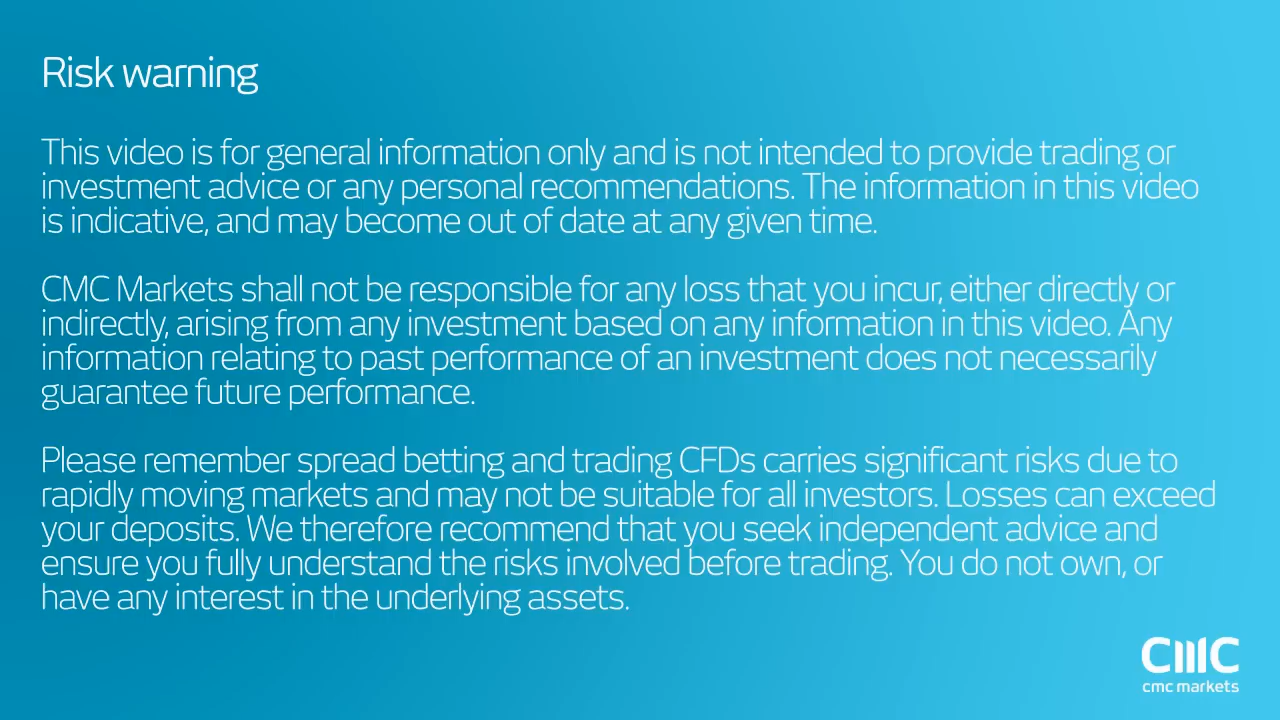 Risk warning
This video is for general information only and is not intended to provide trading or
investment advice or any personal recommendations. The information in this video
is indicative, and may become out of date at any given time.
CMC Markets shall not be responsible for any loss that you incur, either directly or
indirectly, arising from any investment based on any information in this video. Any
information relating to past performance of an investment does not necessarily
guarantee future performance.
Please remember spread betting and trading CFDs carries significant risks due to
rapidly moving markets and may not be suitable for all investors. Losses can exceed
your deposits. We therefore recommend that you seek independent advice and
ensure you fully understand the risks involved before trading. You do not own, or
have any interest in the underlying assets.
CMC
cmc markets